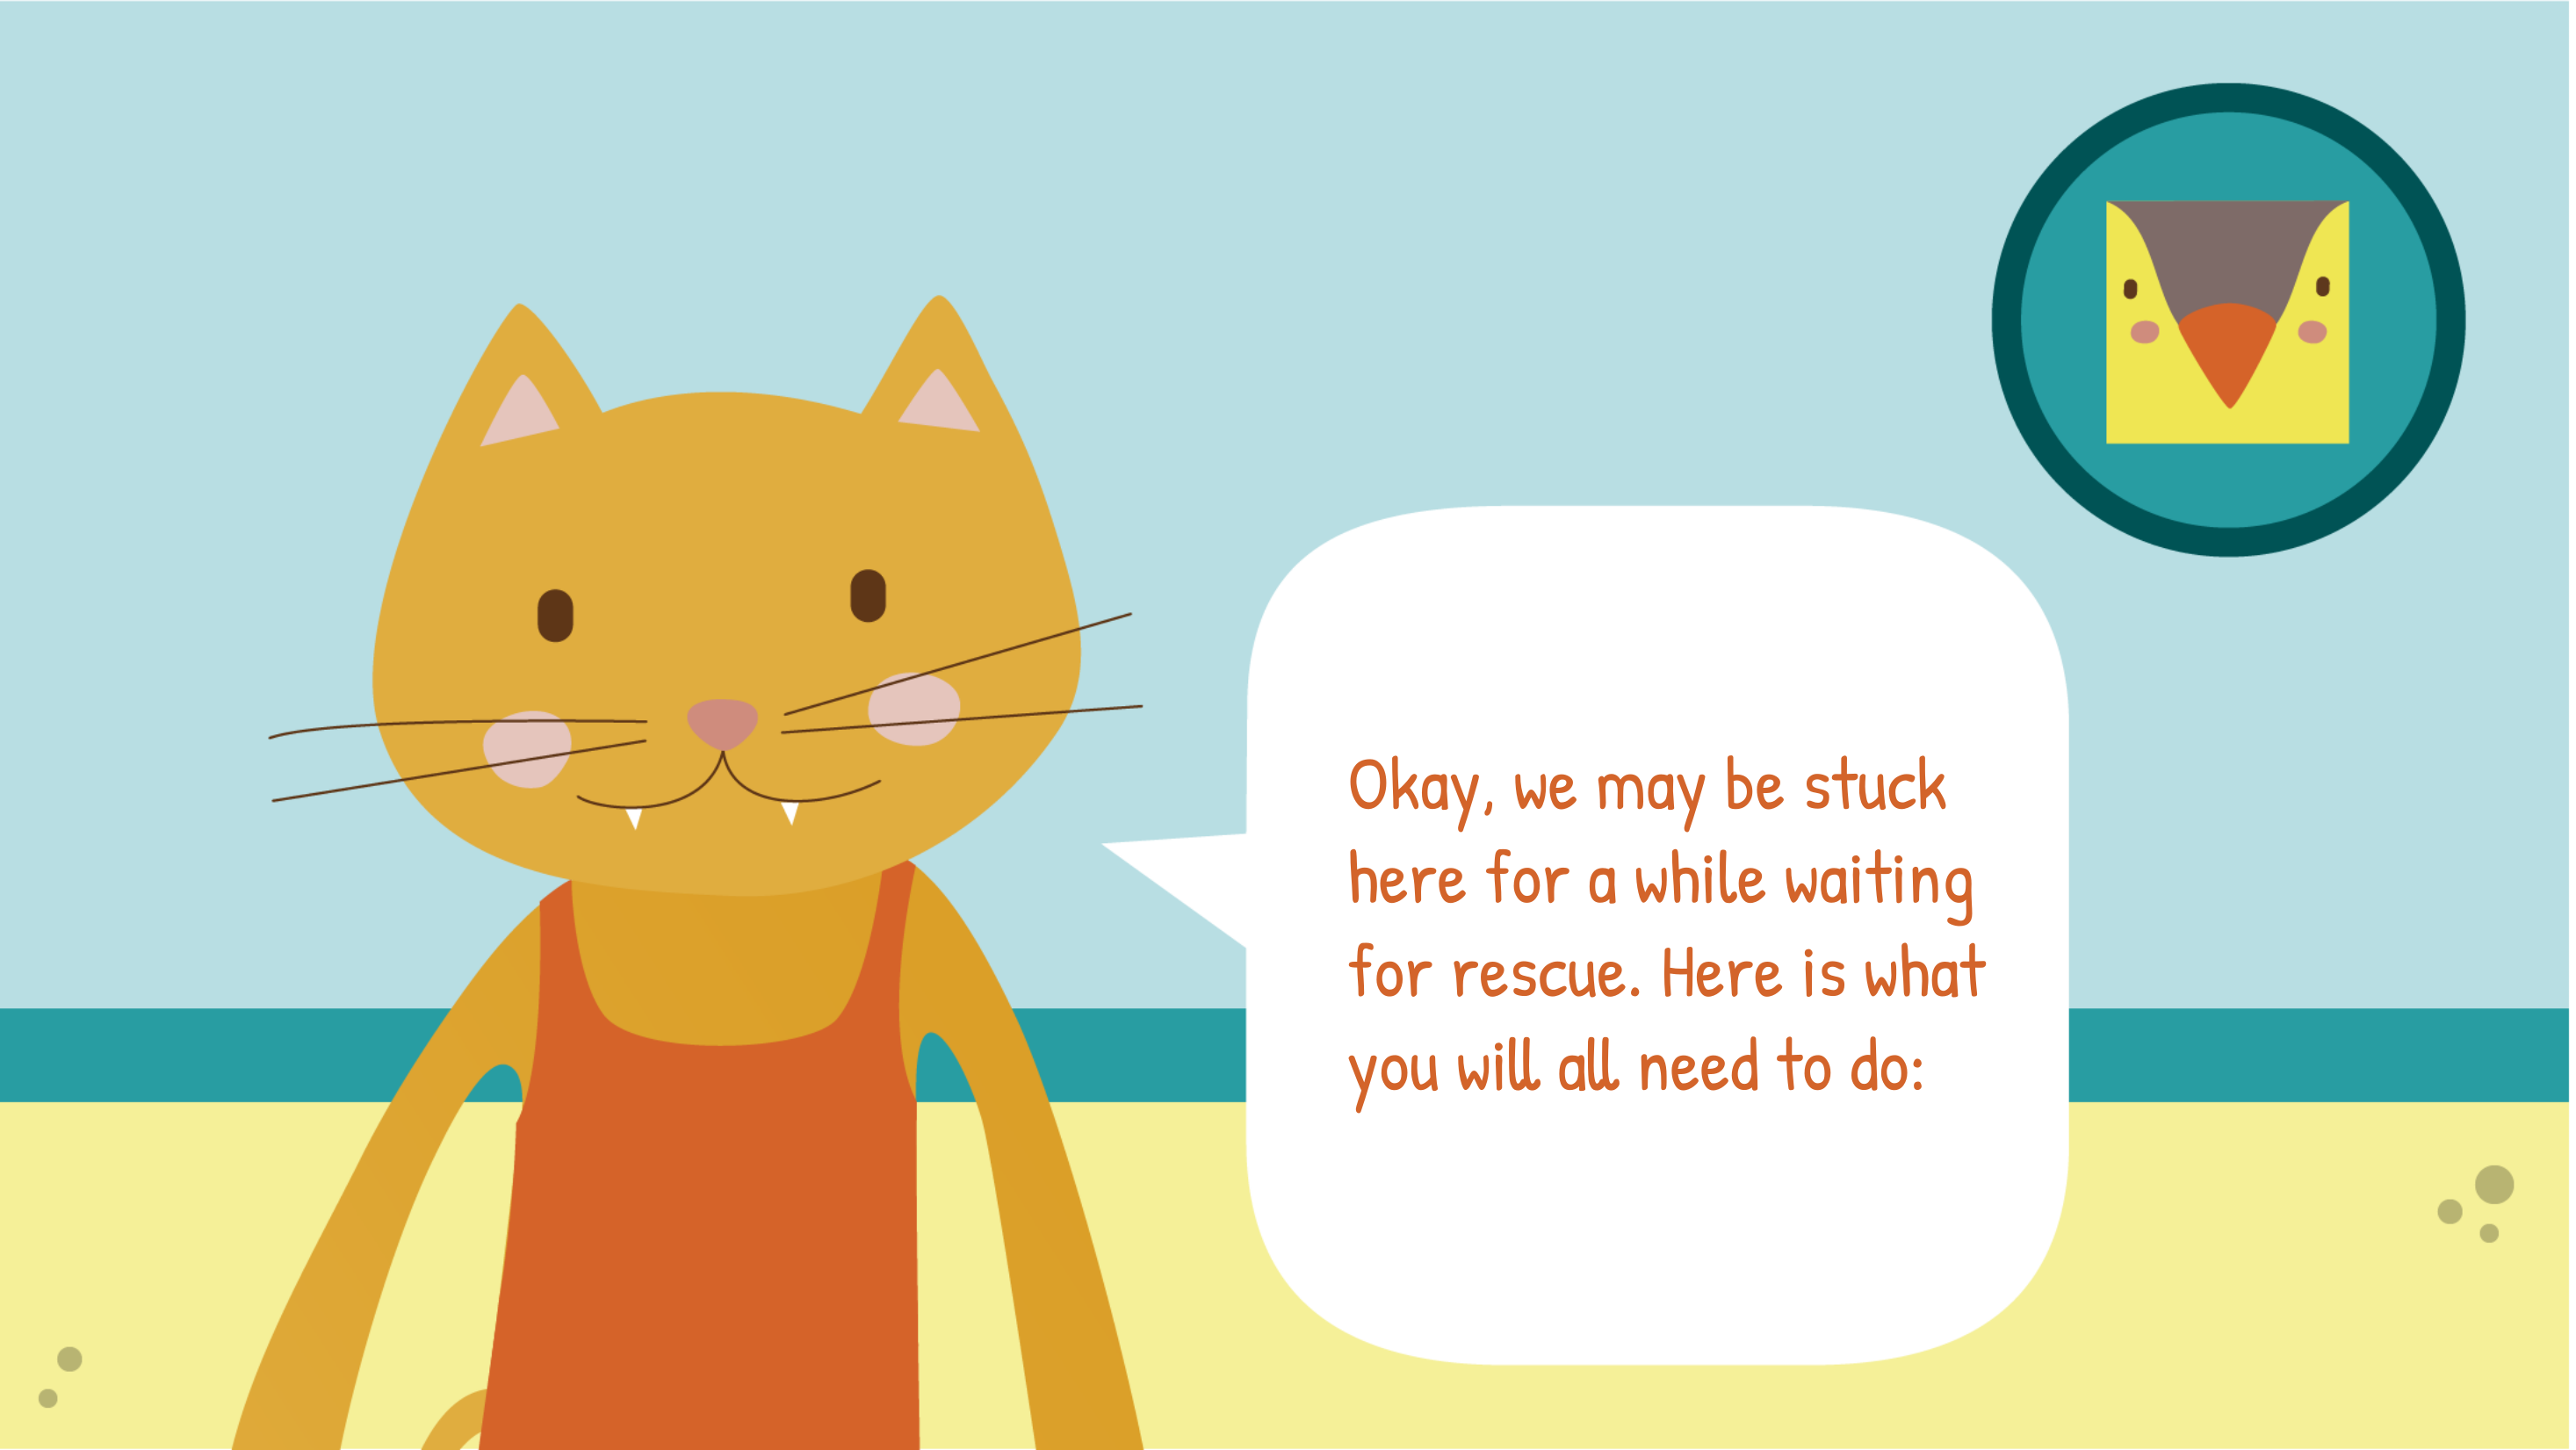 Okay, we may be stuck
here for a while waiting
for rescue. Here is what
you will all need to do: